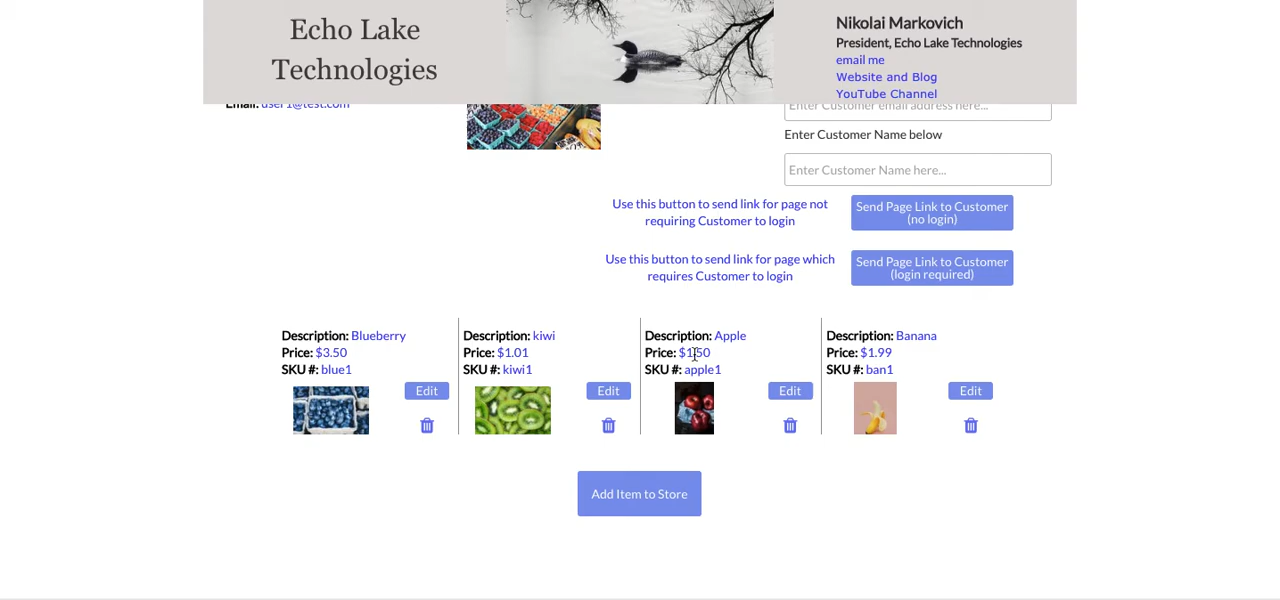 Echo Lake
Technologies
Nikolai Markovich
President, Echo Lake Technologies
email me
Website and Blog
YouTube Channel
Email: user1@test.com
Enter Customer email address here...
Enter Customer Name below
Enter Customer Name here...
Use this button to send link for page not
requiring Customer to login
Send Page Link to Customer
(no login)
Use this button to send link for page which
requires Customer to login
Send Page Link to Customer
(login required)
Description: Blueberry
Price: $3.50
SKU #: blue1
Edit
Description: kiwi
Price: $1.01
SKU #: kiwi1
Edit
Description: Apple
Price: $1.50
SKU #: apple1
Edit
Description: Banana
Price: $1.99
SKU #: ban1
Edit
Add Item to Store